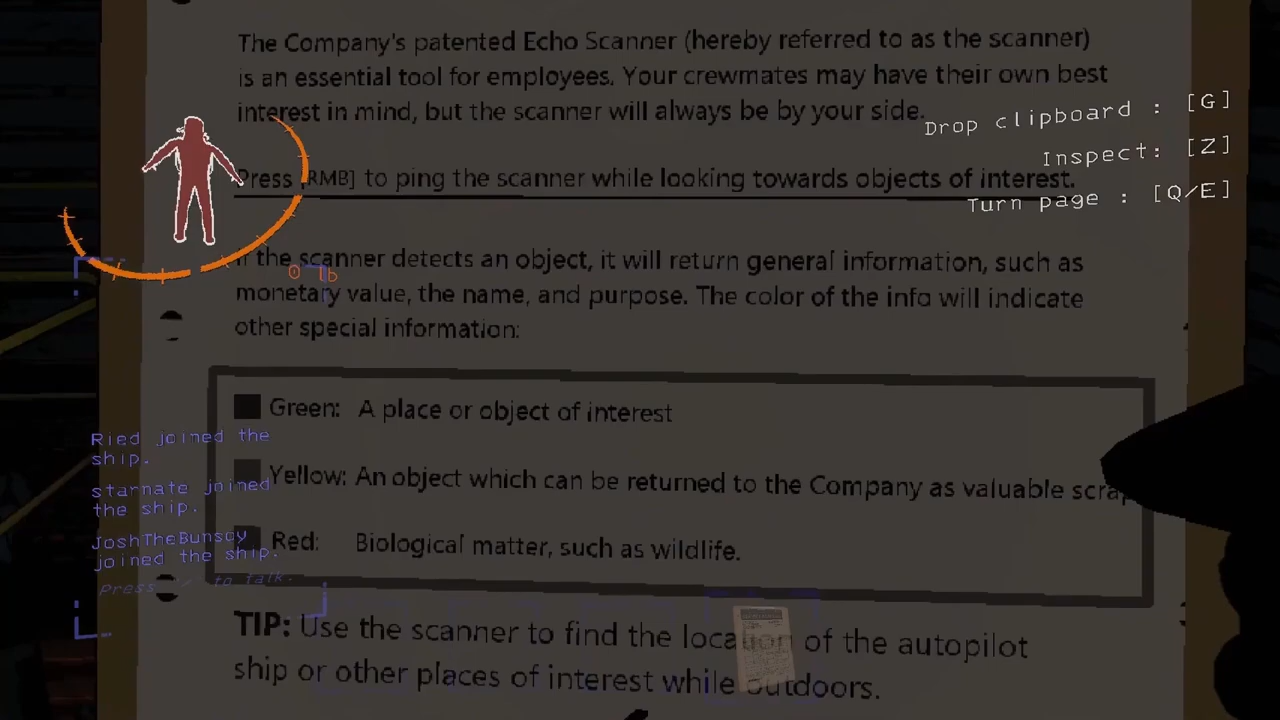 The Company's patented Echo Scanner (hereby referred to as the scanner)
is an essential tool for employees. Your crewmates may have their own best
interest in mind, but the scanner will always be by your side.
Drop clipboard : [G]
Inspect: [Z]
Press [RMB] to ping the scanner while looking towards objects of interest.
Turn page : [Q/E]
If the scanner detects an object, it will return general information, such as
0 lb
monetary value, the name, and purpose. The color of the info will indicate
other special information:
Green: A place or object of interest
Ried joined the
ship.
Yellow: An object which can be returned to the Company as valuable scrap
starnate joined
the ship.
Red: Biological matter, such as wildlife.
joined the ship.
Press / to talk.
TIP: Use the scanner to find the location of the autopilot
ship or other places of interest while outdoors.